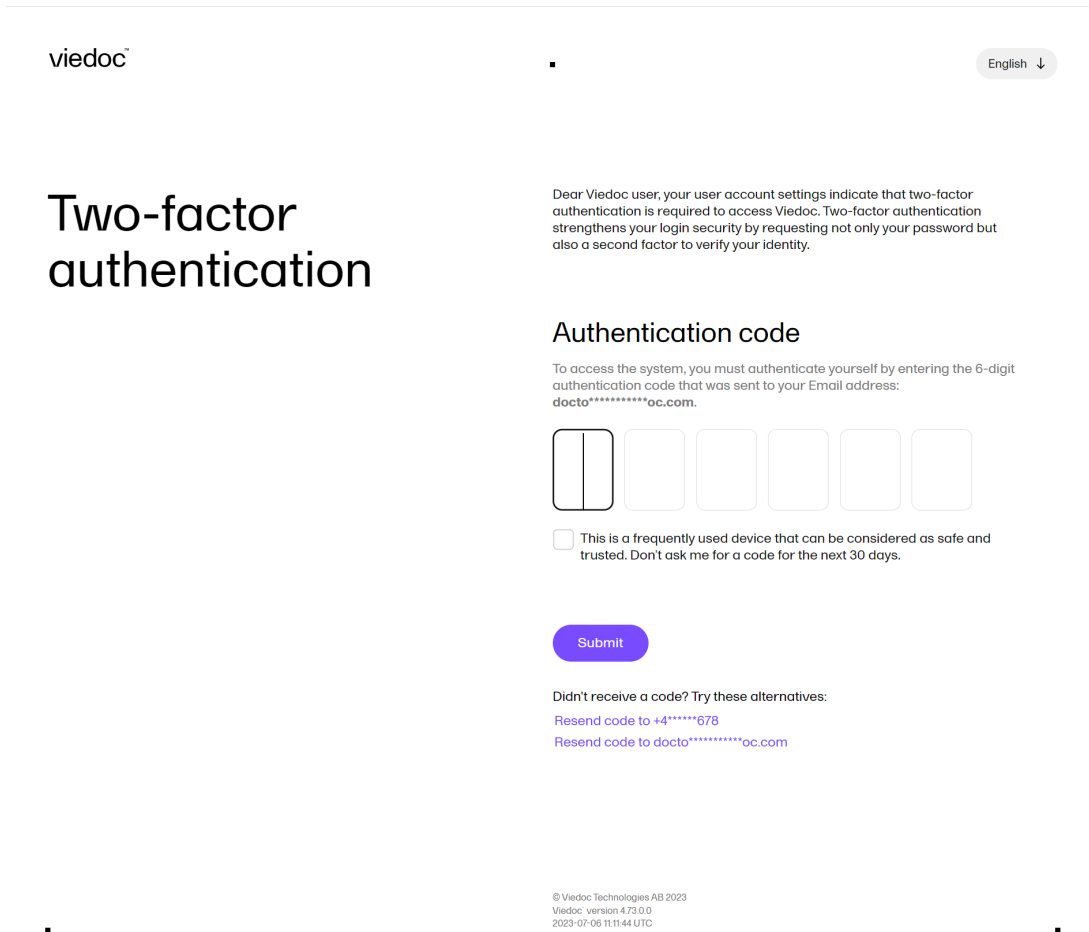 viedoc™
English ↓
Two-factor
authentication
Dear Viedoc user, your user account settings indicate that two-factor
authentication is required to access Viedoc. Two-factor authentication
strengthens your login security by requesting not only your password but
also a second factor to verify your identity.
Authentication code
To access the system, you must authenticate yourself by entering the 6-digit
authentication code that was sent to your Email address:
docto***********oc.com.
This is a frequently used device that can be considered as safe and
trusted. Don't ask me for a code for the next 30 days.
Submit
Didn't receive a code? Try these alternatives:
Resend code to +4******678
Resend code to docto***********oc.com
© Viedoc Technologies AB 2023
Viedoc version 4.73.0.0
2023-07-06 11:11:44 UTC